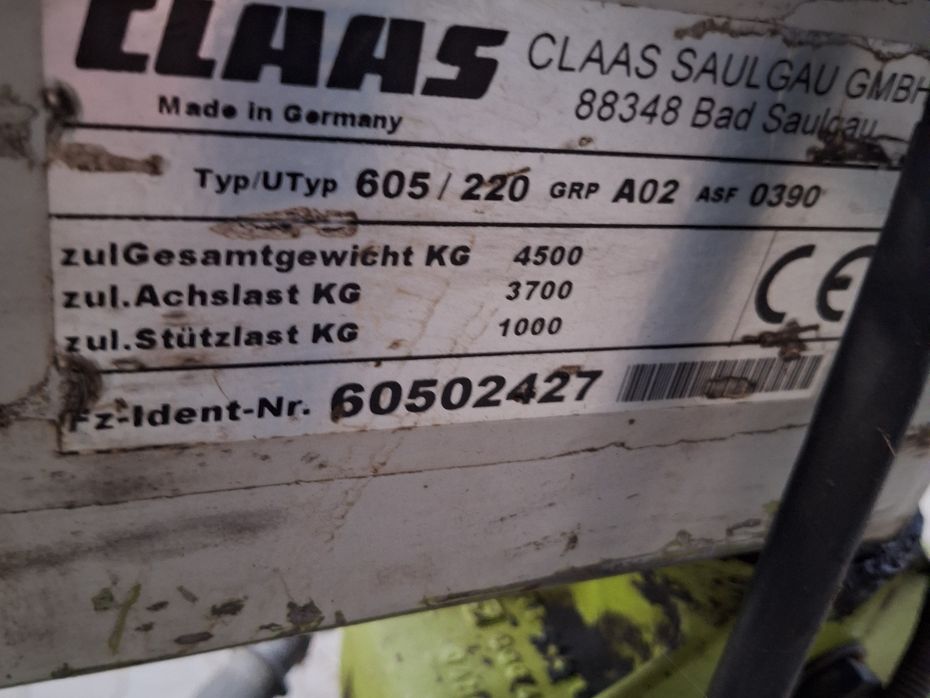 CLAAS
CLAAS SAULGAU GMBH
88348 Bad Saulgau
Made in Germany
Typ/UTyp 605/220 GRP A02 ASF 0390
zulGesamtgewicht KG 4500
zul.Achslast KG 3700
zul.Stützlast KG 1000
CE
Fz-Ident-Nr. 60502427